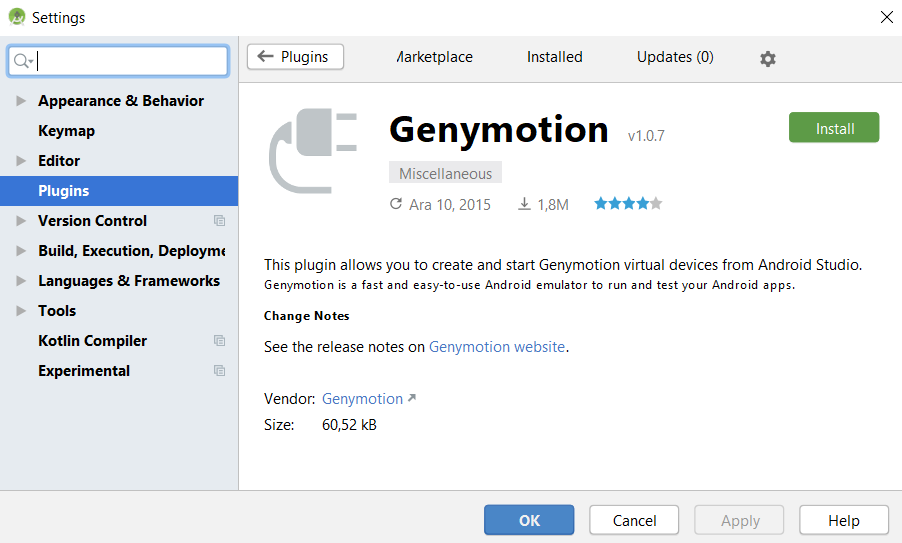 Settings
Plugins
Marketplace
Installed
Updates (0)
Appearance & Behavior
Keymap
Editor
Plugins
Version Control
Build, Execution, Deployme
Languages & Frameworks
Tools
Kotlin Compiler
Experimental
Genymotion v1.0.7
Install
Miscellaneous
Ara 10, 2015 1,8M
This plugin allows you to create and start Genymotion virtual devices from Android Studio.
Genymotion is a fast and easy-to-use Android emulator to run and test your Android apps.
Change Notes
See the release notes on Genymotion website.
Vendor: Genymotion
Size: 60,52 kB
OK
Cancel
Apply
Help